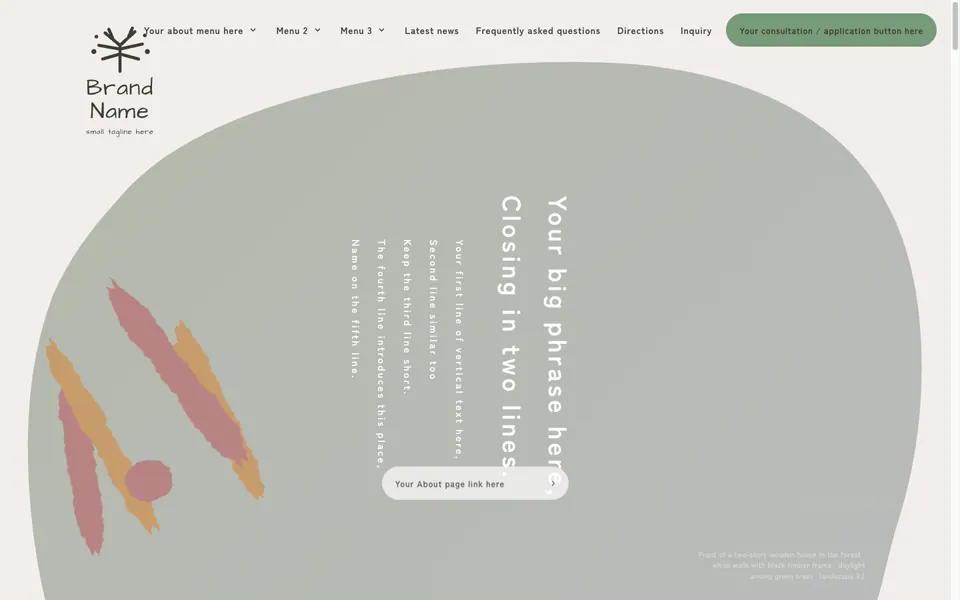 Your about menu here
Menu 2
Menu 3
Latest news
Frequently asked questions
Directions
Inquiry
Your consultation / application button here
Brand
Name
small tagline here
Your big phrase here,
Closing in two lines.
Your first line of vertical text here,
Second line similar too
Keep the third line short.
The fourth line introduces this place,
Name on the fifth line.
Your About page link here
Front of a two-story wooden house in the forest
white walls with black timber frame daylight
among green trees landscape 3:2